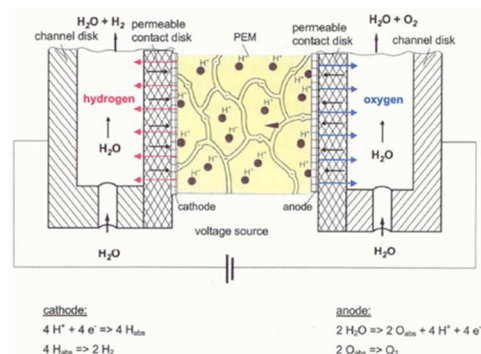 H₂O + H₂
channel disk
permeable
contact disk
PEM
permeable
contact disk
H₂O + O₂
channel disk
hydrogen
H₂O
H⁺
H⁺
H⁺
H⁺
H⁺
H⁺
H⁺
H⁺
H⁺
H⁺
H⁺
H⁺
H⁺
H⁺
oxygen
H₂O
cathode
anode
voltage source
H₂O
H₂O
cathode:
4 H⁺ + 4 e⁻ => 4 Habs
4 Habs => 2 H₂
anode:
2 H₂O => 2 Oabs + 4 H⁺ + 4 e⁻
2 Oabs => O₂